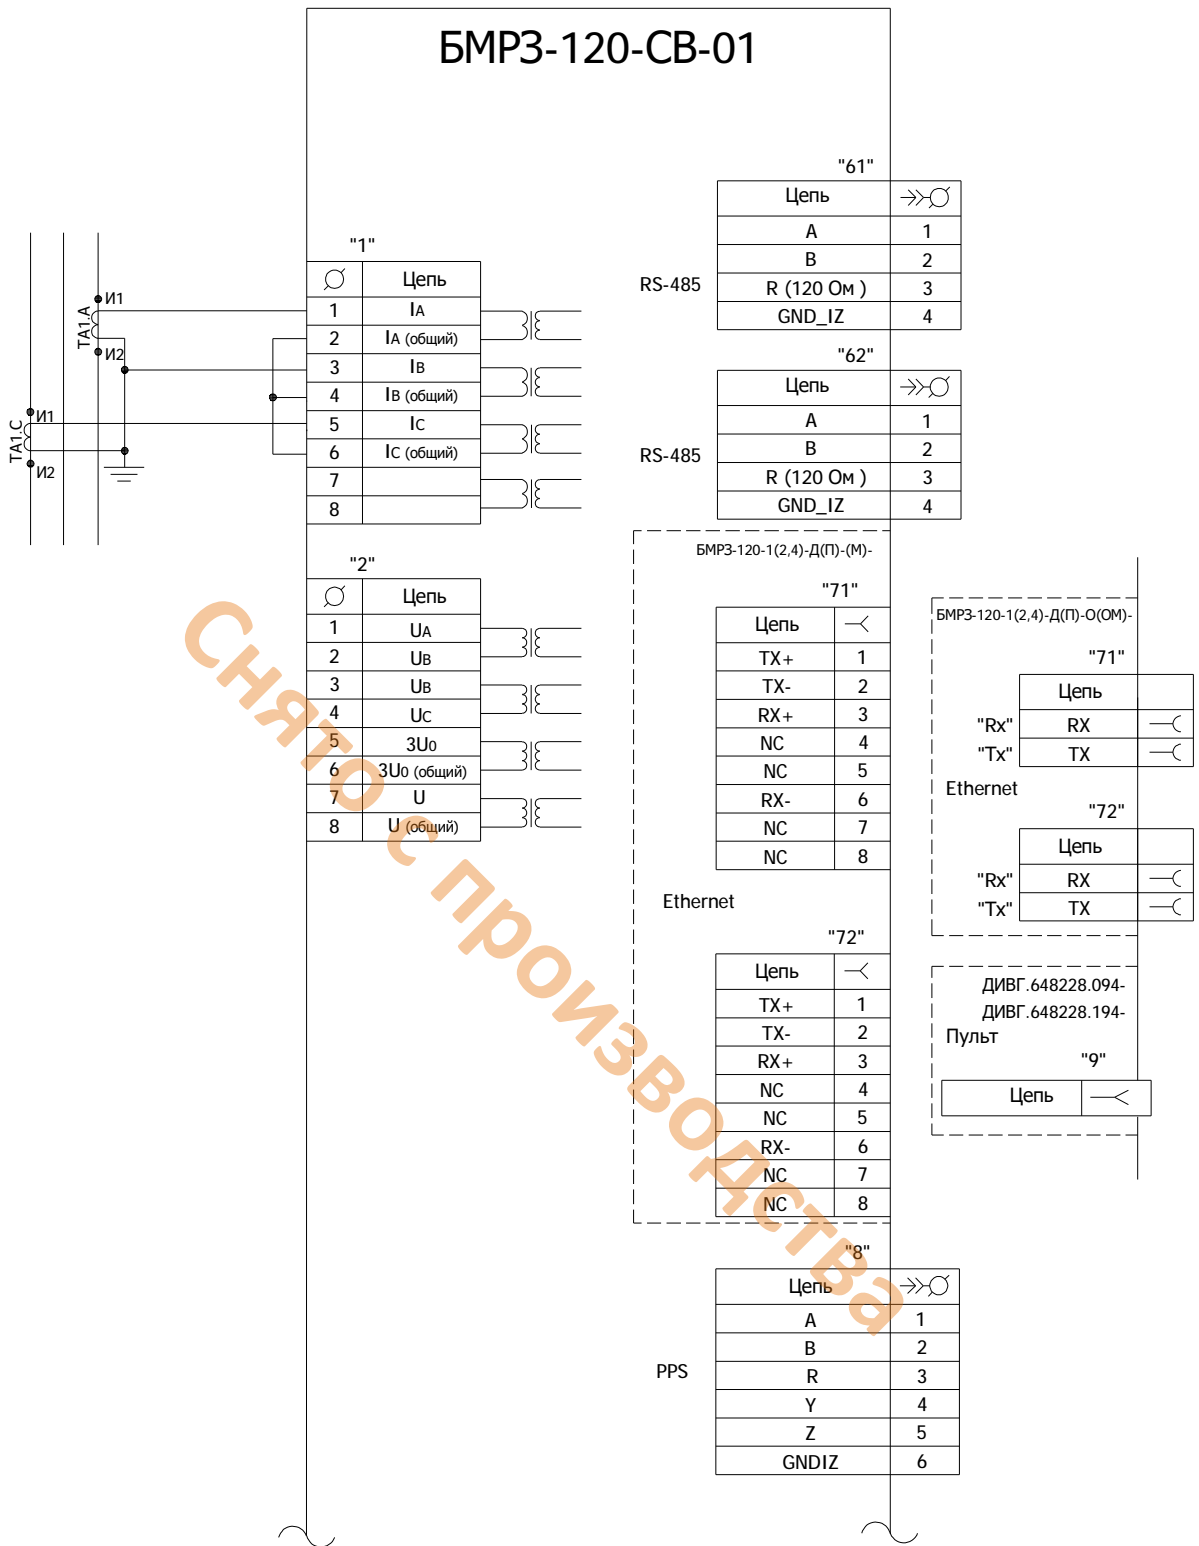 БМРЗ-120-СВ-01
"61"
Цепь
A 1
B 2
R (120 Ом ) 3
GND_IZ 4
RS-485
"62"
Цепь
A 1
B 2
R (120 Ом ) 3
GND_IZ 4
RS-485
И1
TA1.A
И2
И1
TA1.C
И2
"1"
Цепь
1 IA
2 IA (общий)
3 IB
4 IB (общий)
5 IC
6 IC (общий)
7
8
"2"
Цепь
1 UA
2 UB
3 UB
4 UC
5 3U0
6 3U0 (общий)
7 U
8 U (общий)
БМРЗ-120-1(2,4)-Д(П)-(М)-
"71"
Цепь
TX+ 1
TX- 2
RX+ 3
NC 4
NC 5
RX- 6
NC 7
NC 8
Ethernet
"72"
Цепь
TX+ 1
TX- 2
RX+ 3
NC 4
NC 5
RX- 6
NC 7
NC 8
БМРЗ-120-1(2,4)-Д(П)-О(ОМ)-
"71"
Цепь
"Rx" RX
"Tx" TX
Ethernet
"72"
Цепь
"Rx" RX
"Tx" TX
ДИВГ.648228.094-
ДИВГ.648228.194-
Пульт
"9"
Цепь
"8"
Цепь
A 1
B 2
R 3
Y 4
Z 5
GNDIZ 6
PPS
Снято с производства